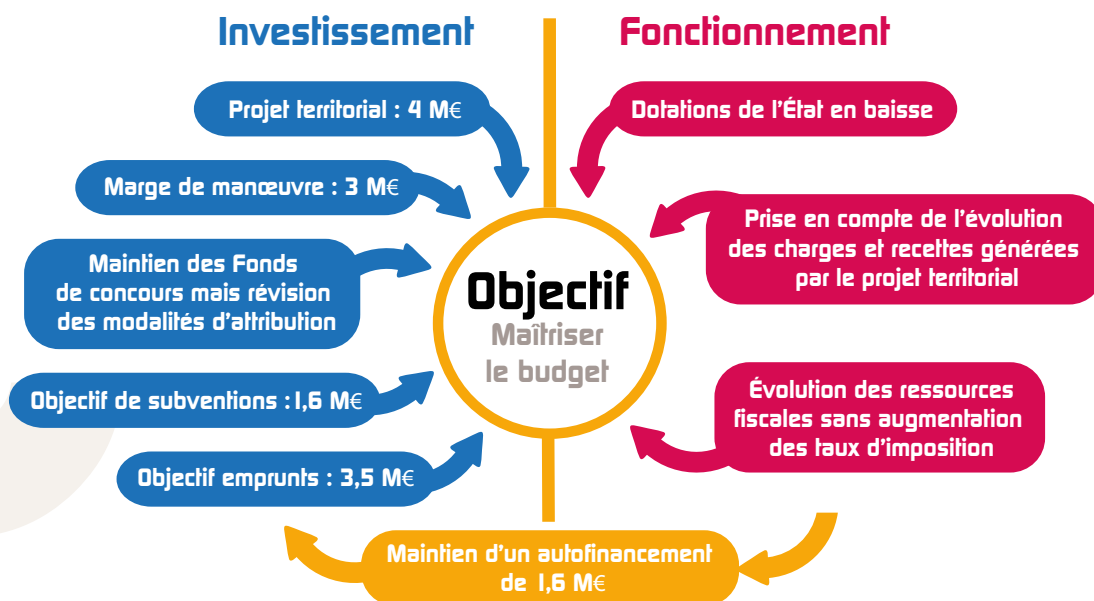 Investissement
Projet territorial : 4 M€
Marge de manœuvre : 3 M€
Maintien des Fonds
de concours mais révision
des modalités d'attribution
Objectif de subventions : 1,6 M€
Objectif emprunts : 3,5 M€
Objectif
Maîtriser
le budget
Fonctionnement
Dotations de l'État en baisse
Prise en compte de l'évolution
des charges et recettes générées
par le projet territorial
Évolution des ressources
fiscales sans augmentation
des taux d'imposition
Maintien d'un autofinancement
de 1,6 M€